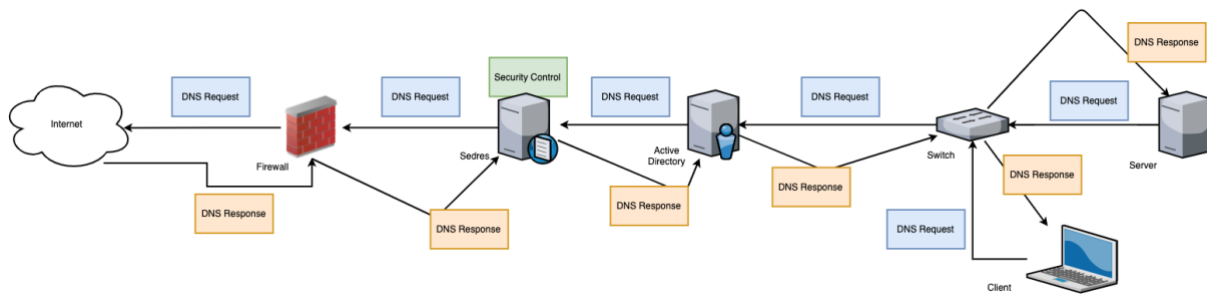 DNS Response
Security Control
DNS Request
DNS Request
DNS Request
DNS Request
DNS Request
Internet
Firewall
Sedres
Active
Directory
Switch
Server
DNS Response
DNS Response
DNS Response
DNS Response
DNS Response
DNS Request
Client